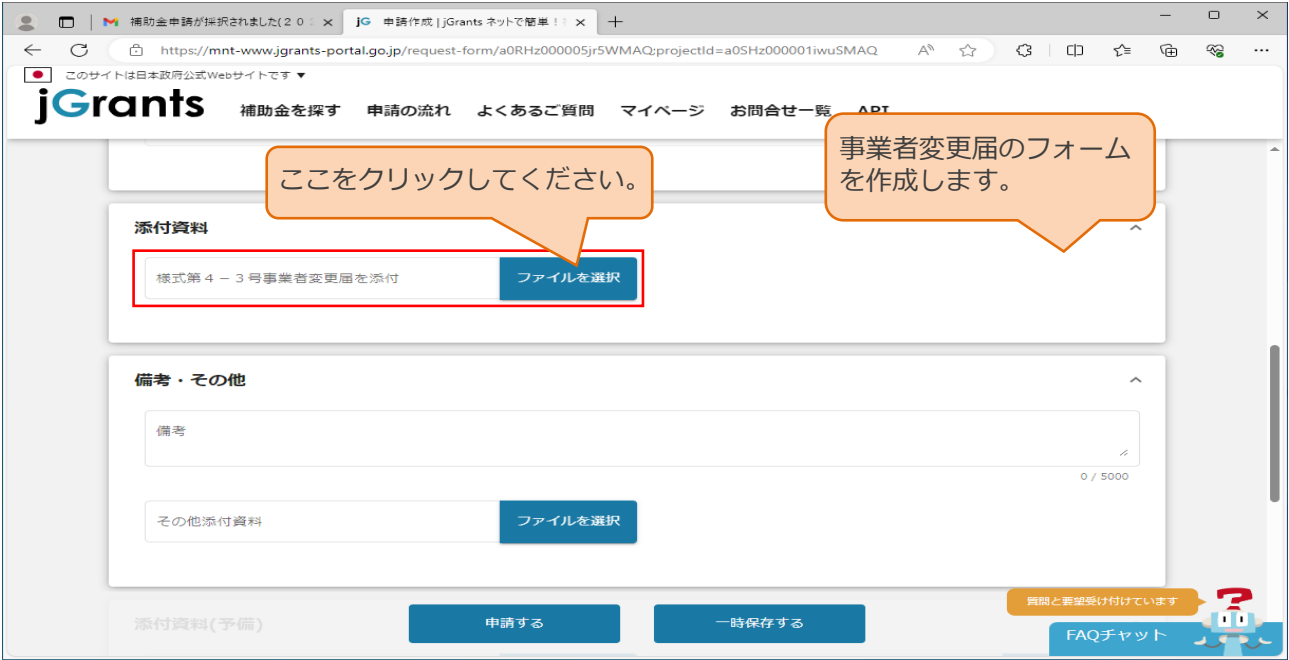 補助金申請が採択されました(２０
jG 申請作成 | jGrants ネットで簡単！
https://mnt-www.jgrants-portal.go.jp/request-form/a0RHz000005jr5WMAQ;projectId=a0SHz000001iwuSMAQ
このサイトは日本政府公式Webサイトです ▼
jGrants
補助金を探す 申請の流れ よくあるご質問 マイページ お問合せ一覧 API
事業者変更届のフォーム
を作成します。
ここをクリックしてください。
添付資料
様式第４－３号事業者変更届を添付
ファイルを選択
備考・その他
備考
0 / 5000
その他添付資料
ファイルを選択
質問と要望受け付けています
添付資料(予備)
申請する
一時保存する
FAQチャット